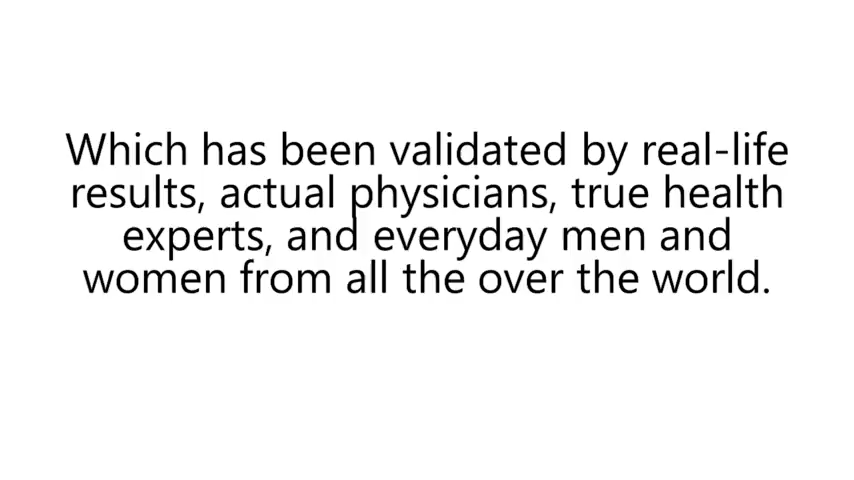 Which has been validated by real-life
results, actual physicians, true health
experts, and everyday men and
women from all the over the world.